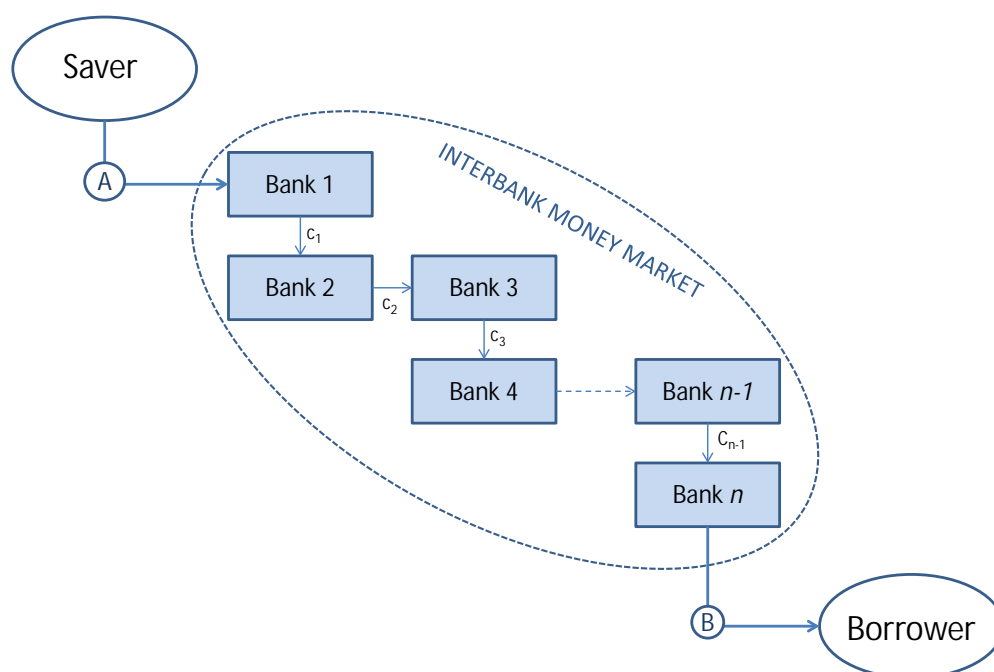 Saver
A
INTERBANK MONEY MARKET
Bank 1
c1
Bank 2
c2
Bank 3
c3
Bank 4
Bank n-1
Cn-1
Bank n
B
Borrower